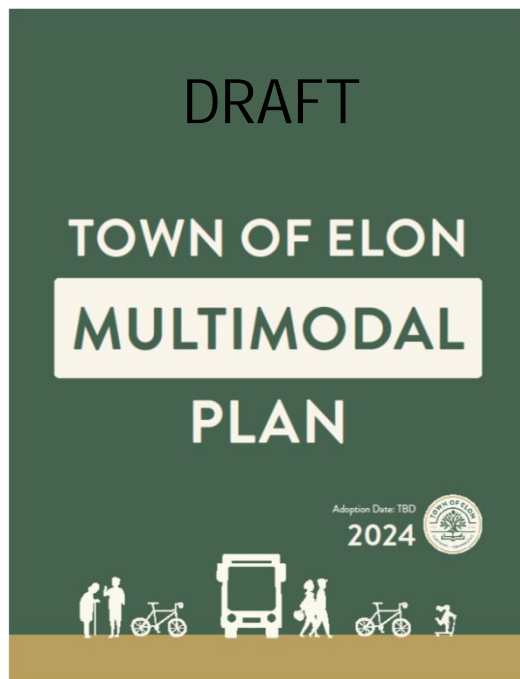 DRAFT
TOWN OF ELON
MULTIMODAL
PLAN
Adoption Date: TBD
2024
TOWN OF ELON